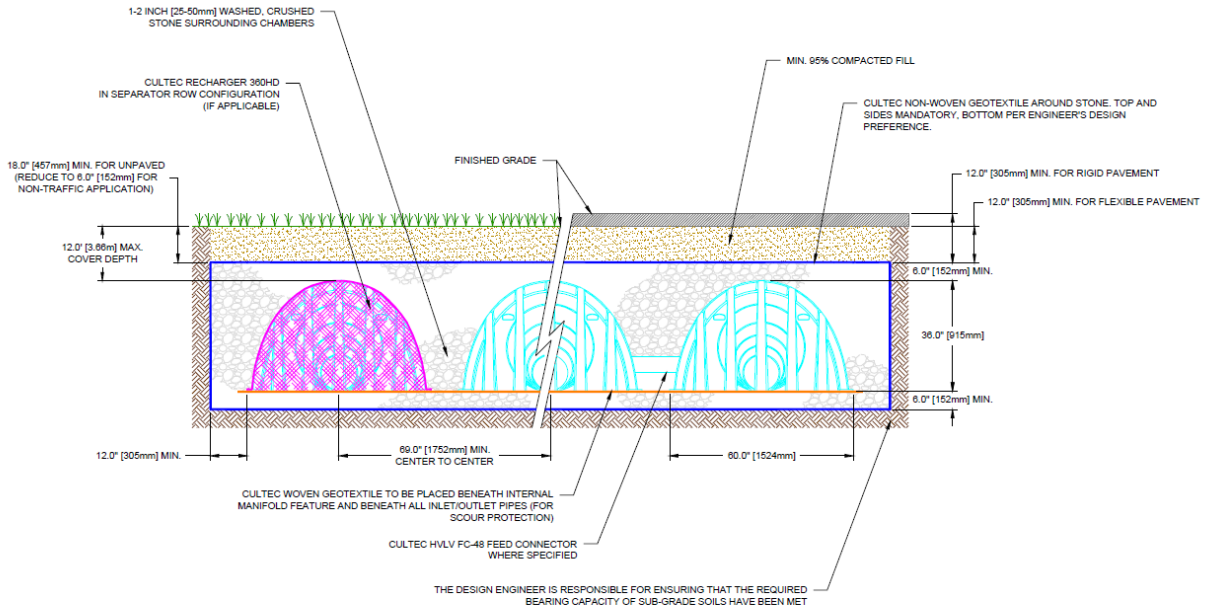 1-2 INCH [25-50mm] WASHED, CRUSHED
STONE SURROUNDING CHAMBERS
MIN. 95% COMPACTED FILL
CULTEC RECHARGER 360HD
IN SEPARATOR ROW CONFIGURATION
(IF APPLICABLE)
CULTEC NON-WOVEN GEOTEXTILE AROUND STONE. TOP AND
SIDES MANDATORY, BOTTOM PER ENGINEER'S DESIGN
PREFERENCE.
18.0" [457mm] MIN. FOR UNPAVED
(REDUCE TO 6.0" [152mm] FOR
NON-TRAFFIC APPLICATION)
FINISHED GRADE
12.0" [305mm] MIN. FOR RIGID PAVEMENT
12.0" [305mm] MIN. FOR FLEXIBLE PAVEMENT
12.0' [3.66m] MAX.
COVER DEPTH
6.0" [152mm] MIN.
36.0" [915mm]
6.0" [152mm] MIN.
12.0" [305mm] MIN.
69.0" [1752mm] MIN.
CENTER TO CENTER
60.0" [1524mm]
CULTEC WOVEN GEOTEXTILE TO BE PLACED BENEATH INTERNAL
MANIFOLD FEATURE AND BENEATH ALL INLET/OUTLET PIPES (FOR
SCOUR PROTECTION)
CULTEC HVLV FC-48 FEED CONNECTOR
WHERE SPECIFIED
THE DESIGN ENGINEER IS RESPONSIBLE FOR ENSURING THAT THE REQUIRED
BEARING CAPACITY OF SUB-GRADE SOILS HAVE BEEN MET